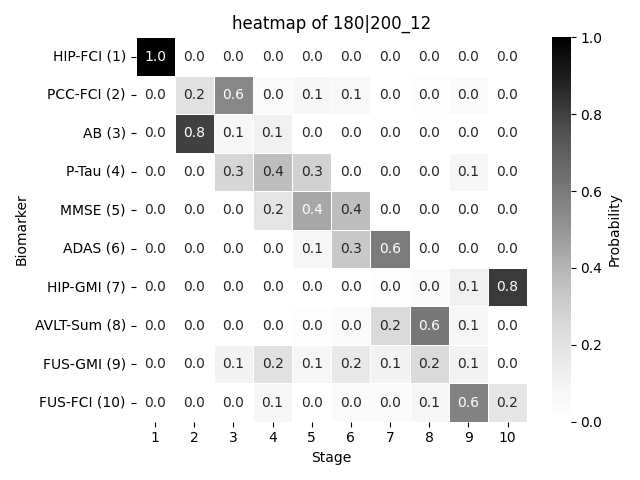 heatmap of 180|200_12
HIP-FCI (1) 1.0 0.0 0.0 0.0 0.0 0.0 0.0 0.0 0.0 0.0
PCC-FCI (2) 0.0 0.2 0.6 0.0 0.1 0.1 0.0 0.0 0.0 0.0
AB (3) 0.0 0.8 0.1 0.1 0.0 0.0 0.0 0.0 0.0 0.0
P-Tau (4) 0.0 0.0 0.3 0.4 0.3 0.0 0.0 0.0 0.1 0.0
MMSE (5) 0.0 0.0 0.0 0.2 0.4 0.4 0.0 0.0 0.0 0.0
ADAS (6) 0.0 0.0 0.0 0.0 0.1 0.3 0.6 0.0 0.0 0.0
HIP-GMI (7) 0.0 0.0 0.0 0.0 0.0 0.0 0.0 0.0 0.1 0.8
AVLT-Sum (8) 0.0 0.0 0.0 0.0 0.0 0.0 0.2 0.6 0.1 0.0
FUS-GMI (9) 0.0 0.0 0.1 0.2 0.1 0.2 0.1 0.2 0.1 0.0
FUS-FCI (10) 0.0 0.0 0.0 0.1 0.0 0.0 0.0 0.1 0.6 0.2
1 2 3 4 5 6 7 8 9 10
Stage
Biomarker
1.0
0.8
0.6
0.4
0.2
0.0
Probability